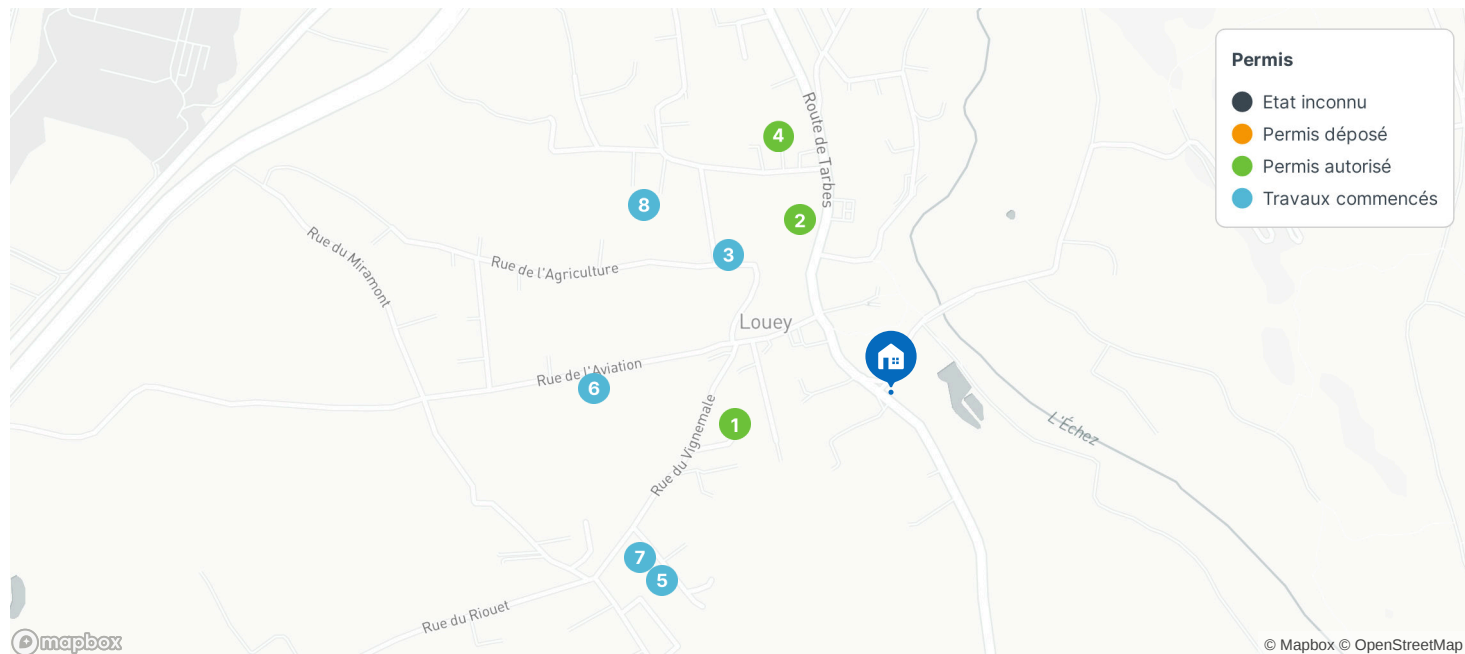 Permis
Etat inconnu
Permis déposé
Permis autorisé
Travaux commencés
Route de Tarbes
4
8
2
3
Rue du Miramont
Rue de l'Agriculture
Louey
Rue de l'Aviation
6
1
Rue du Vignemale
L'Échez
7
5
Rue du Riouet
mapbox
© Mapbox © OpenStreetMap